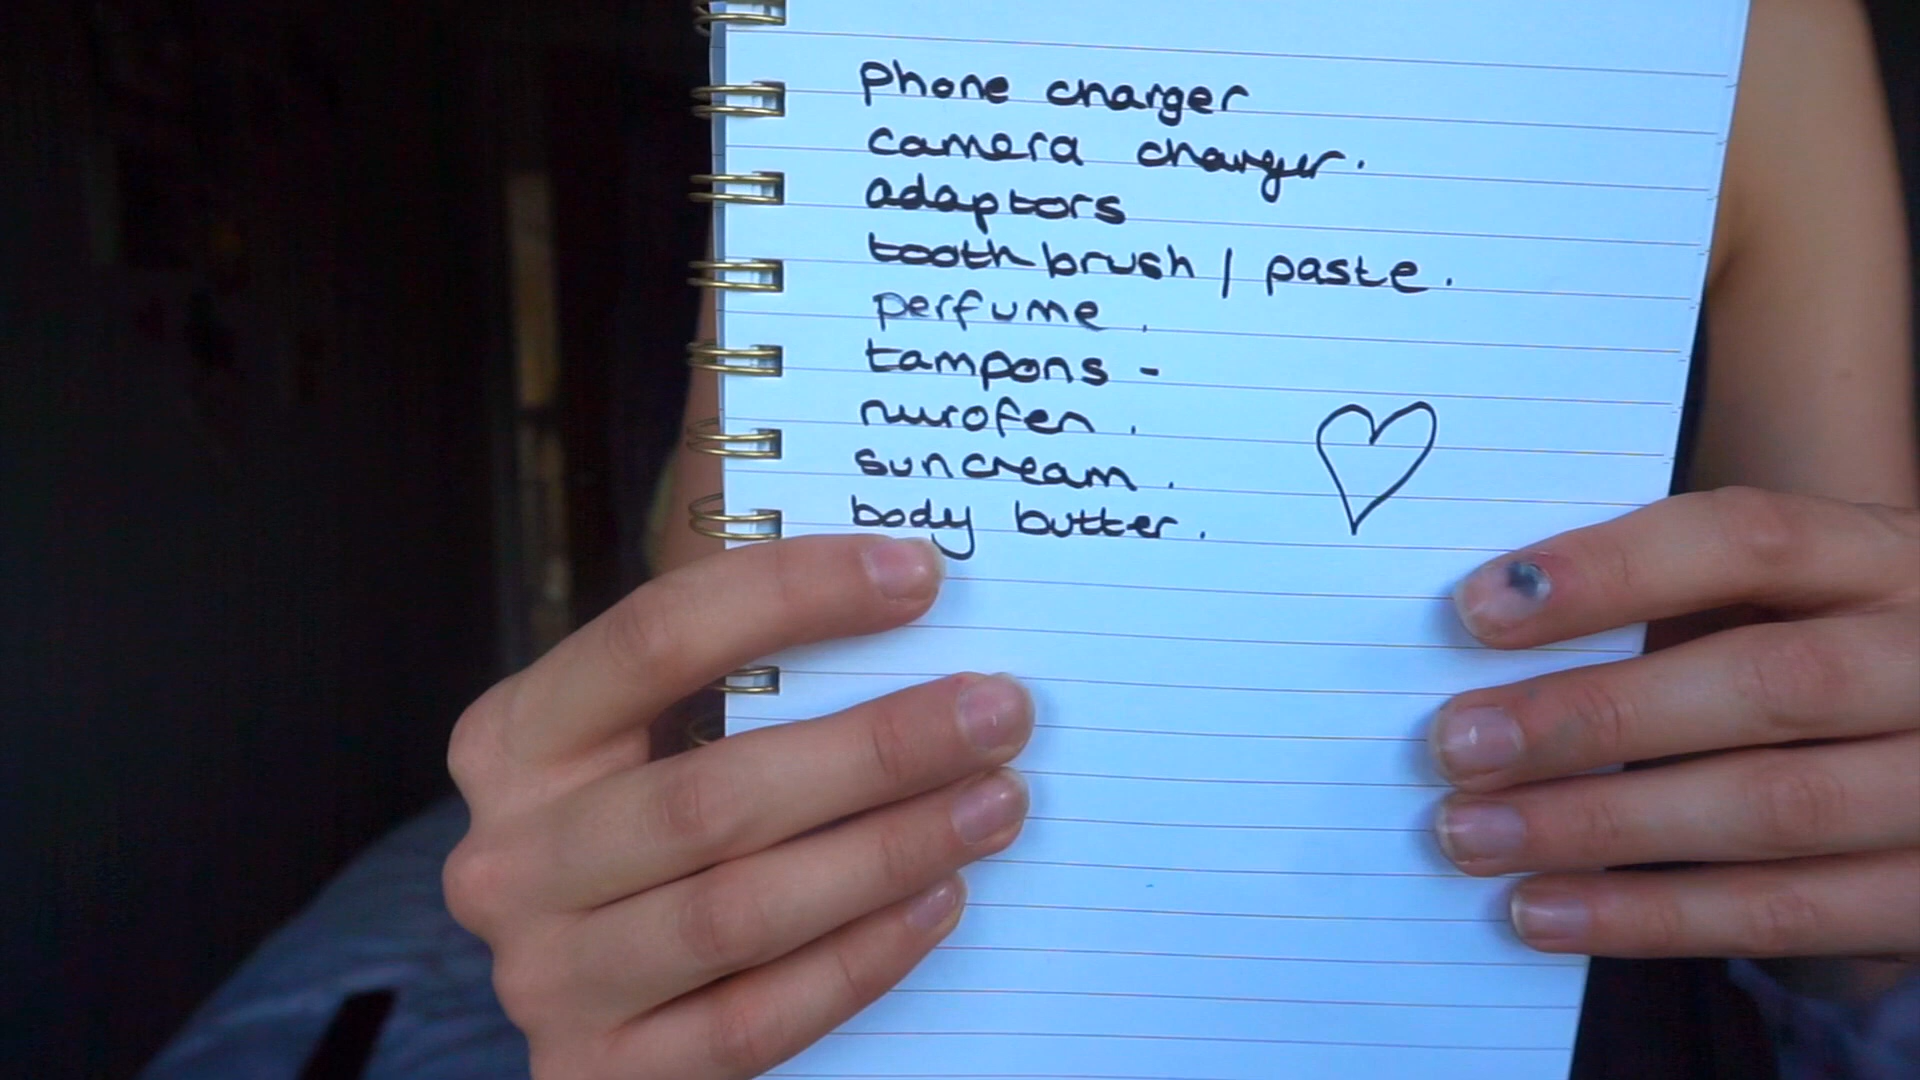 phone charger
camera charger.
adaptors
toothbrush / paste.
perfume.
tampons -
nurofen.
suncream.
body butter.